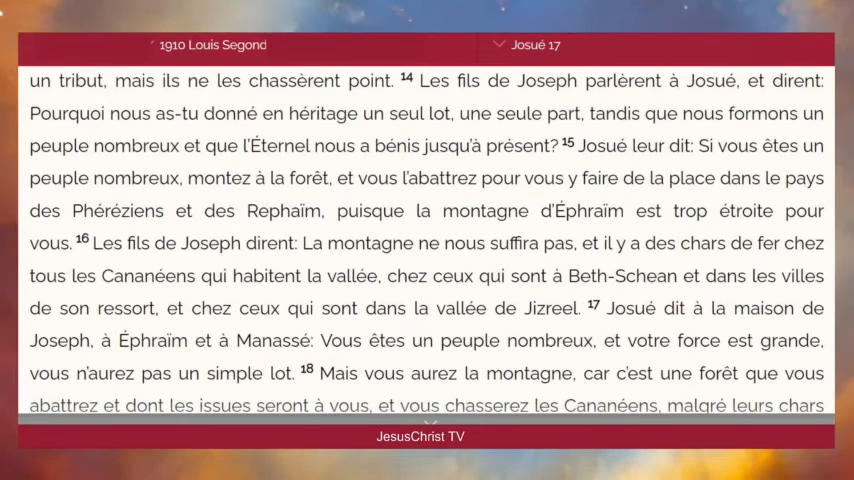 1910 Louis Segond
Josué 17
un tribut, mais ils ne les chassèrent point. 14 Les fils de Joseph parlèrent à Josué, et dirent:
Pourquoi nous as-tu donné en héritage un seul lot, une seule part, tandis que nous formons un
peuple nombreux et que l'Éternel nous a bénis jusqu'à présent? 15 Josué leur dit: Si vous êtes un
peuple nombreux, montez à la forêt, et vous l'abattrez pour vous y faire de la place dans le pays
des Phéréziens et des Rephaïm, puisque la montagne d'Éphraïm est trop étroite pour
vous. 16 Les fils de Joseph dirent: La montagne ne nous suffira pas, et il y a des chars de fer chez
tous les Cananéens qui habitent la vallée, chez ceux qui sont à Beth-Schean et dans les villes
de son ressort, et chez ceux qui sont dans la vallée de Jizreel. 17 Josué dit à la maison de
Joseph, à Éphraïm et à Manassé: Vous êtes un peuple nombreux, et votre force est grande,
vous n'aurez pas un simple lot. 18 Mais vous aurez la montagne, car c'est une forêt que vous
abattrez et dont les issues seront à vous, et vous chasserez les Cananéens, malgré leurs chars
JesusChrist TV